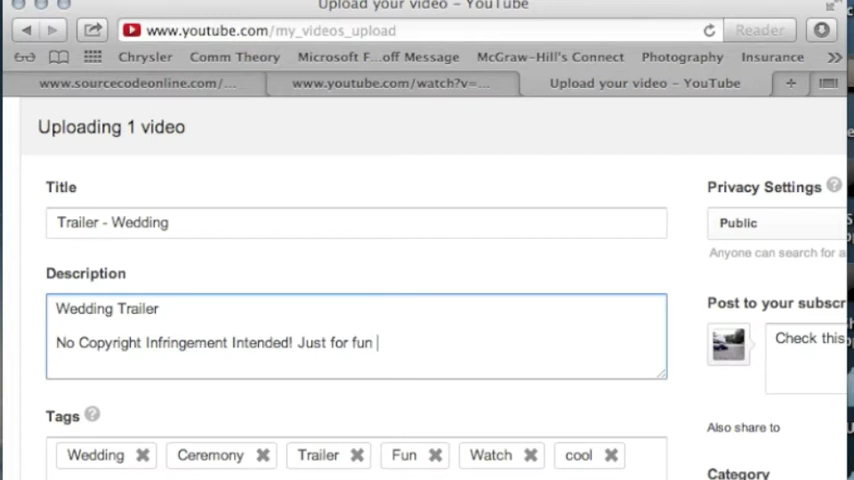 Upload your video – YouTube
www.youtube.com/my_videos_upload
Reader
Chrysler Comm Theory Microsoft F...off Message McGraw-Hill's Connect Photography Insurance
www.sourcecodeonline.com/... www.youtube.com/watch?v=... Upload your video – YouTube
Uploading 1 video
Title
Privacy Settings ?
Trailer - Wedding
Public
Anyone can search for a
Description
Wedding Trailer
Post to your subscr
No Copyright Infringement Intended! Just for fun
Check this
Tags ?
Also share to
Wedding Ceremony Trailer Fun Watch cool
Category